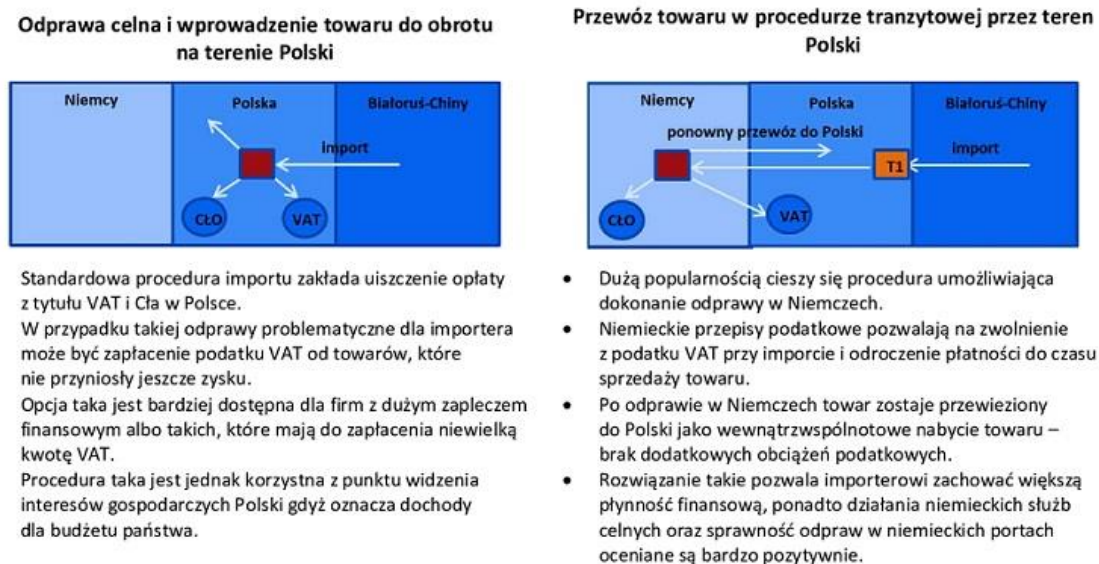 Odprawa celna i wprowadzenie towaru do obrotu
na terenie Polski
Niemcy
Polska
Białoruś-Chiny
import
CŁO
VAT
Standardowa procedura importu zakłada uiszczenie opłaty
z tytułu VAT i Cła w Polsce.
W przypadku takiej odprawy problematyczne dla importera
może być zapłacenie podatku VAT od towarów, które
nie przyniosły jeszcze zysku.
Opcja taka jest bardziej dostępna dla firm z dużym zapleczem
finansowym albo takich, które mają do zapłacenia niewielką
kwotę VAT.
Procedura taka jest jednak korzystna z punktu widzenia
interesów gospodarczych Polski gdyż oznacza dochody
dla budżetu państwa.
Przewóz towaru w procedurze tranzytowej przez teren
Polski
Niemcy
Polska
Białoruś-Chiny
ponowny przewóz do Polski
import
T1
CŁO
VAT
• Dużą popularnością cieszy się procedura umożliwiająca
dokonanie odprawy w Niemczech.
• Niemieckie przepisy podatkowe pozwalają na zwolnienie
z podatku VAT przy imporcie i odroczenie płatności do czasu
sprzedaży towaru.
• Po odprawie w Niemczech towar zostaje przewieziony
do Polski jako wewnątrzwspólnotowe nabycie towaru –
brak dodatkowych obciążeń podatkowych.
• Rozwiązanie takie pozwala importerowi zachować większą
płynność finansową, ponadto działania niemieckich służb
celnych oraz sprawność odpraw w niemieckich portach
oceniane są bardzo pozytywnie.